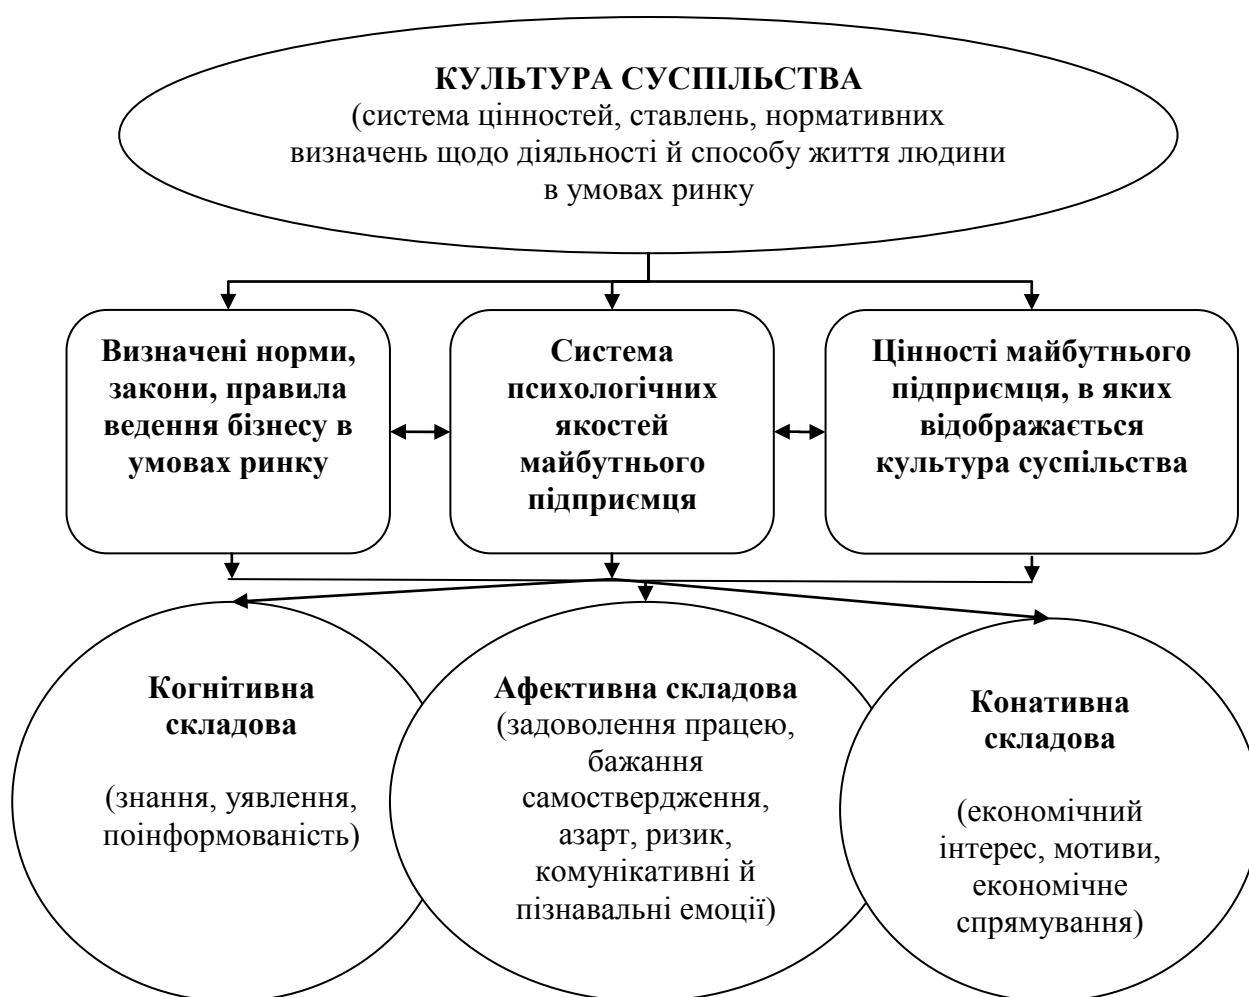 КУЛЬТУРА СУСПІЛЬСТВА
(система цінностей, ставлень, нормативних
визначень щодо діяльності й способу життя людини
в умовах ринку
Визначені норми,
закони, правила
ведення бізнесу в
умовах ринку
Система
психологічних
якостей
майбутнього
підприємця
Цінності майбутнього
підприємця, в яких
відображається
культура суспільства
Когнітивна
складова
(знання, уявлення,
поінформованість)
Афективна складова
(задоволення працею,
бажання
самоствердження,
азарт, ризик,
комунікативні й
пізнавальні емоції)
Конативна
складова
(економічний
інтерес, мотиви,
економічне
спрямування)